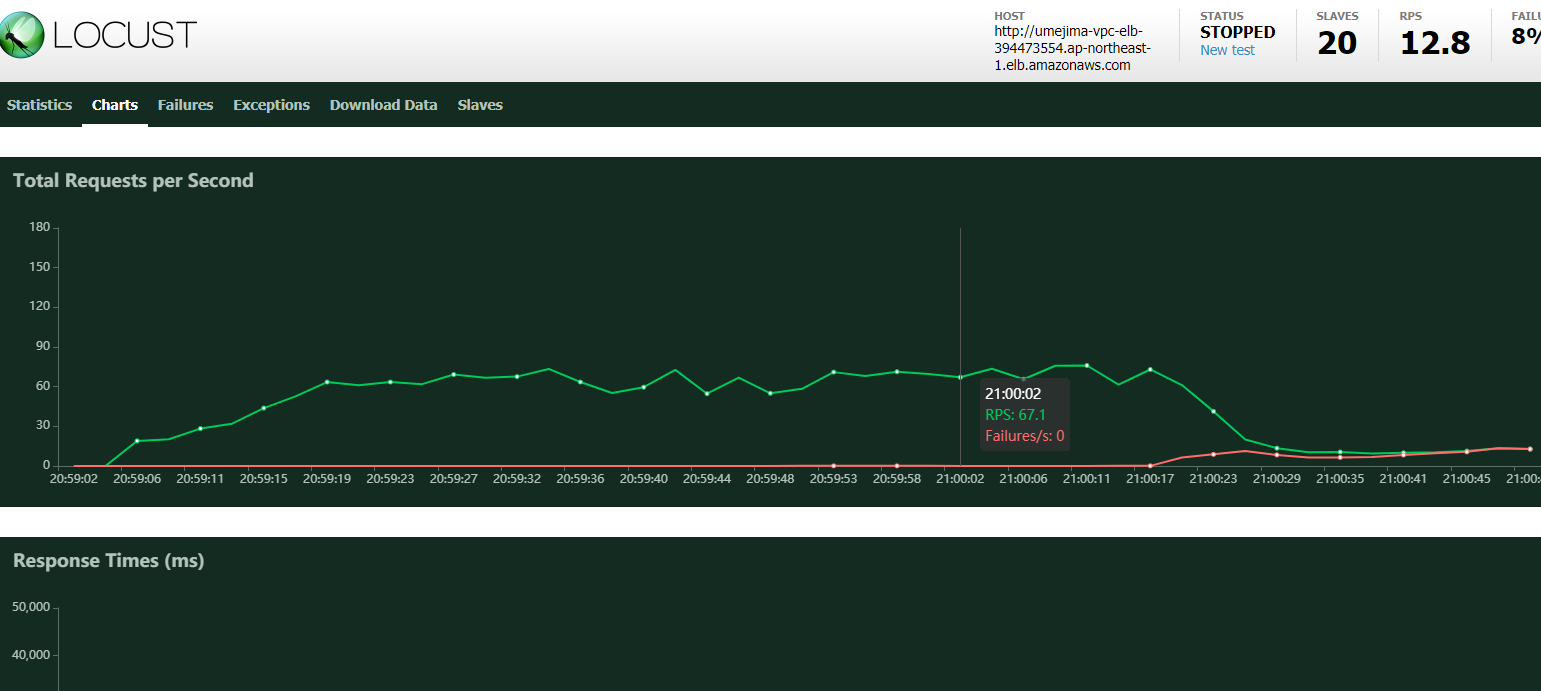 LOCUST
HOST
http://umejima-vpc-elb-
394473554.ap-northeast-
1.elb.amazonaws.com
STATUS
STOPPED
New test
SLAVES
20
RPS
12.8
8%
Statistics
Charts
Failures
Exceptions
Download Data
Slaves
Total Requests per Second
180
150
120
90
60
30
0
21:00:02
RPS: 67.1
Failures/s: 0
20:59:02 20:59:06 20:59:11 20:59:15 20:59:19 20:59:23 20:59:27 20:59:32 20:59:36 20:59:40 20:59:44 20:59:48 20:59:53 20:59:58 21:00:02 21:00:06 21:00:11 21:00:17 21:00:23 21:00:29 21:00:35 21:00:41 21:00:45
Response Times (ms)
50,000
40,000